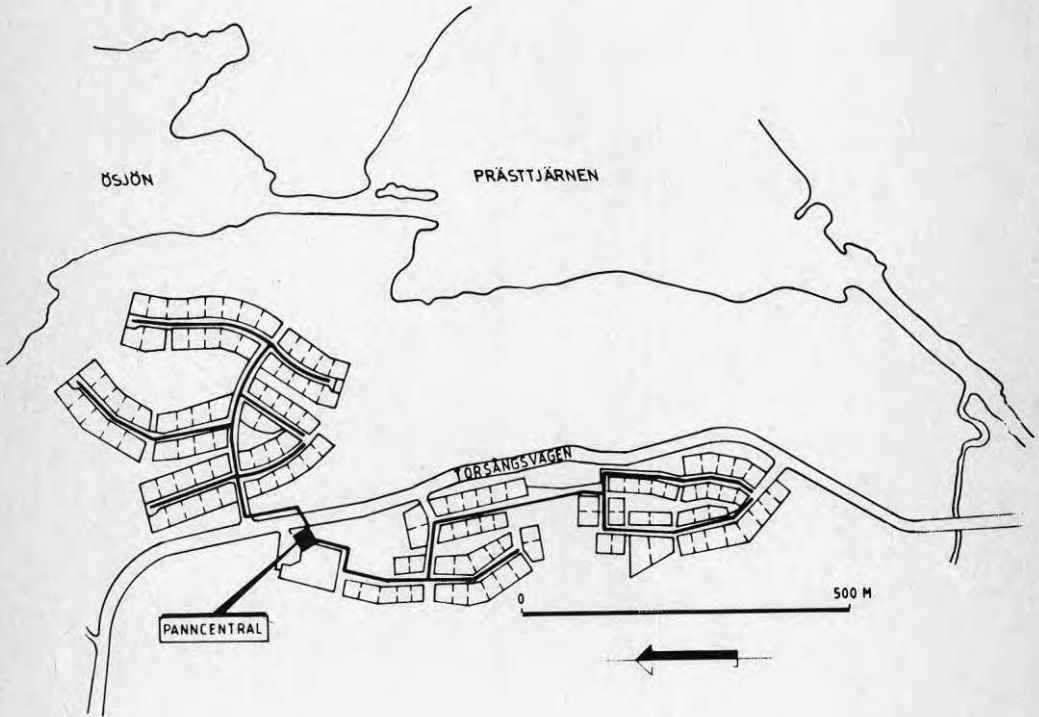 ÖSJÖN
PRÄSTTJÄRNEN
TORSÅNGSVÄGEN
PANNCENTRAL
0 500 M